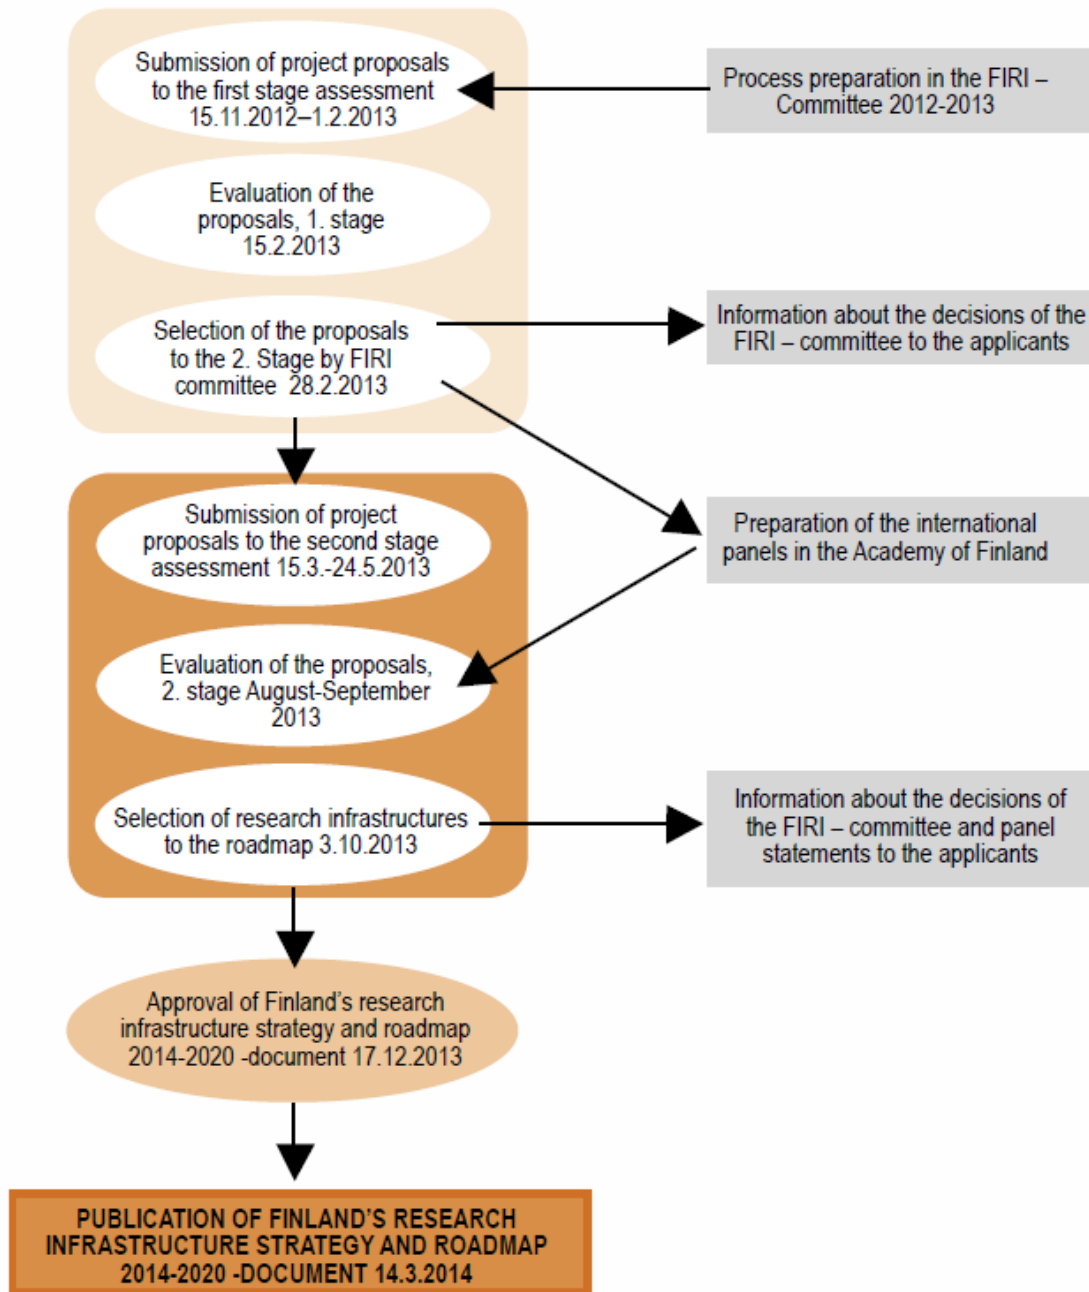 Submission of project proposals
to the first stage assessment
15.11.2012–1.2.2013
Process preparation in the FIRI –
Committee 2012-2013
Evaluation of the
proposals, 1. stage
15.2.2013
Selection of the proposals
to the 2. Stage by FIRI
committee 28.2.2013
Information about the decisions of the
FIRI – committee to the applicants
Submission of project
proposals to the second stage
assessment 15.3.-24.5.2013
Preparation of the international
panels in the Academy of Finland
Evaluation of the proposals,
2. stage August-September
2013
Selection of research infrastructures
to the roadmap 3.10.2013
Information about the decisions of
the FIRI – committee and panel
statements to the applicants
Approval of Finland's research
infrastructure strategy and roadmap
2014-2020 -document 17.12.2013
PUBLICATION OF FINLAND'S RESEARCH
INFRASTRUCTURE STRATEGY AND ROADMAP
2014-2020 -DOCUMENT 14.3.2014